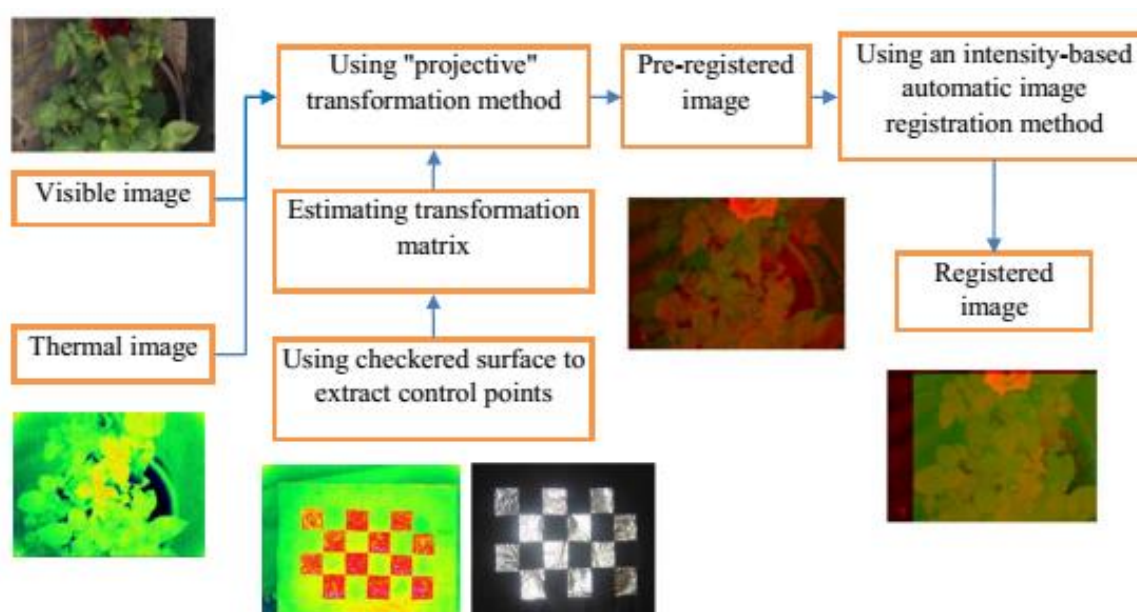 Using "projective"
transformation method
Pre-registered
image
Using an intensity-based
automatic image
registration method
Visible image
Estimating transformation
matrix
Registered
image
Thermal image
Using checkered surface to
extract control points